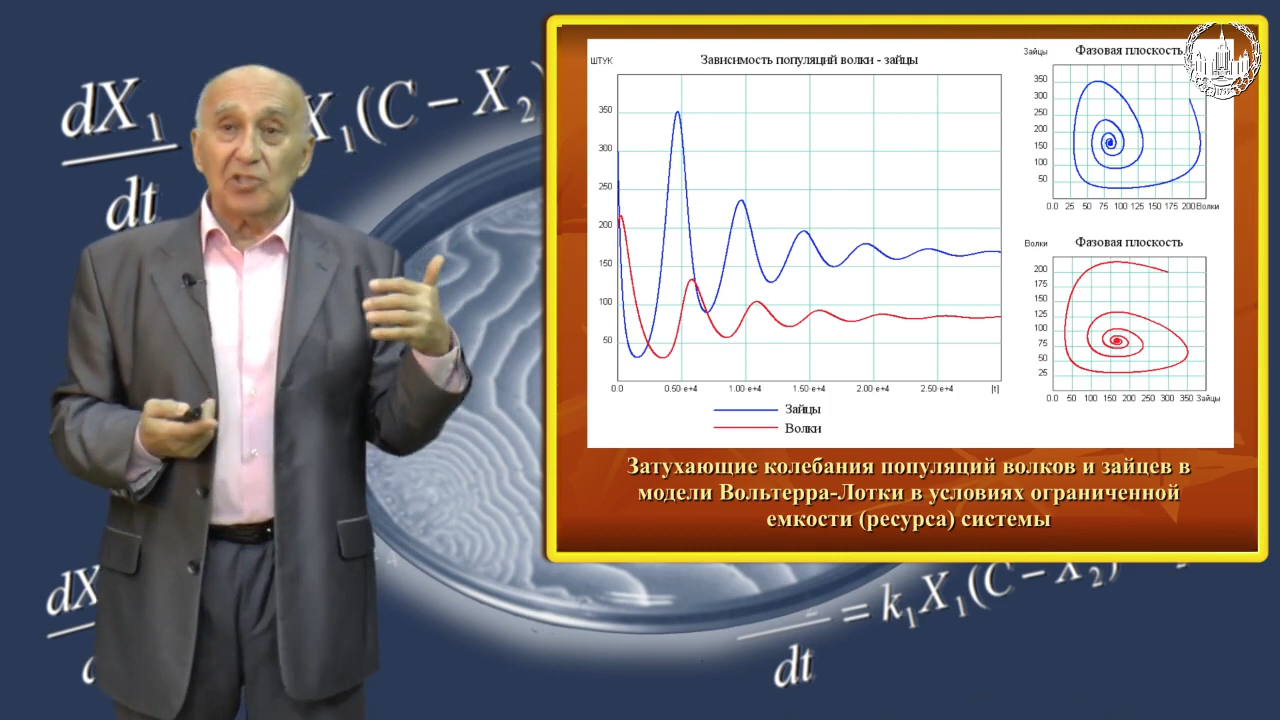 dX₁
dt
X₁(C − X₂)
ШТУК
Зависимость популяций волки - зайцы
350
300
250
200
150
100
50
0.0 0.50 e+4 1.00 e+4 1.50 e+4 2.00 e+4 2.50 e+4 [t]
Зайцы
Волки
Зайцы
Фазовая плоскость
350
300
250
200
150
100
50
0.0 25 50 75 100 125 150 175 200 Волки
Волки
Фазовая плоскость
200
175
150
125
100
75
50
25
0.0 50 100 150 200 250 300 350 Зайцы
Затухающие колебания популяций волков и зайцев в
модели Вольтерра-Лотки в условиях ограниченной
емкости (ресурса) системы
dX
dt
= k₁X₁(C − X₂)